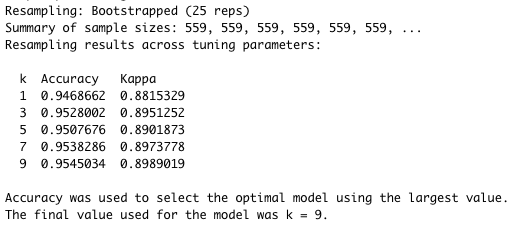 Resampling: Bootstrapped (25 reps)
Summary of sample sizes: 559, 559, 559, 559, 559, 559, ...
Resampling results across tuning parameters:
k Accuracy Kappa
1 0.9468662 0.8815329
3 0.9528002 0.8951252
5 0.9507676 0.8901873
7 0.9538286 0.8973778
9 0.9545034 0.8989019
Accuracy was used to select the optimal model using the largest value.
The final value used for the model was k = 9.